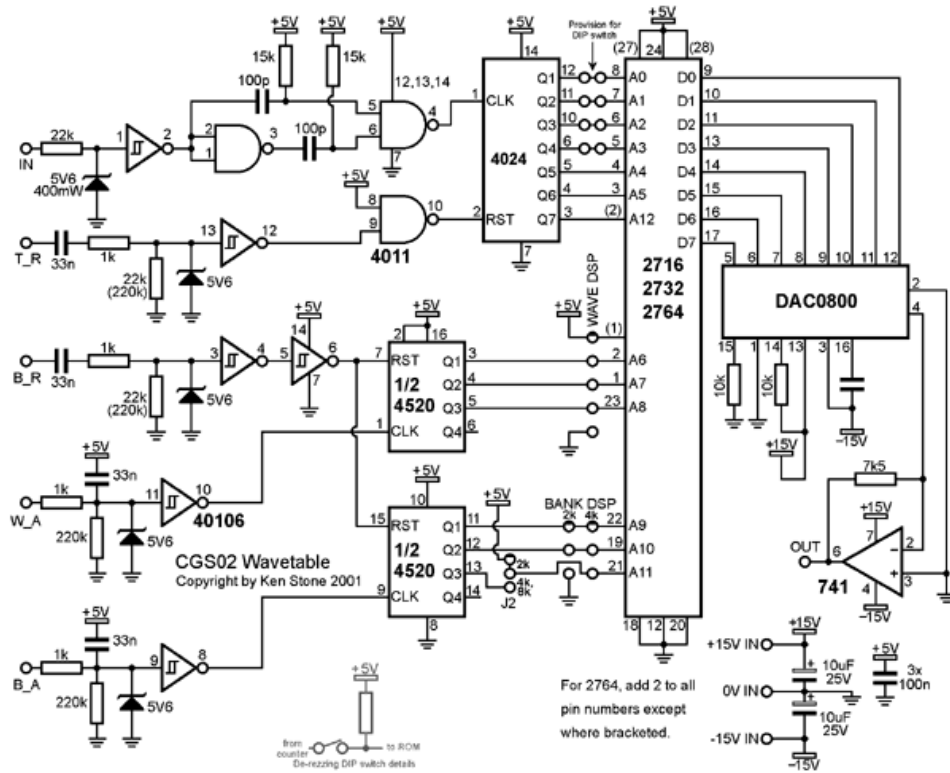 +5V
15k
15k
100p
100p
22k
IN
5V6
400mW
1
2
2
1
3
5
6
4
12,13,14
7
+5V
14
CLK
1
4024
Q1
Q2
Q3
Q4
Q5
Q6
Q7
12
11
10
6
5
4
3
RST
2
7
Provision for
DIP switch
8
7
6
5
4
3
(2)
+5V
(27)
24
(28)
A0
A1
A2
A3
A4
A5
A12
D0
D1
D2
D3
D4
D5
D6
D7
9
10
11
13
14
15
16
17
2716
2732
2764
+5V
8
9
10
4011
T_R
33n
1k
22k
(220k)
5V6
13
12
B_R
33n
1k
22k
(220k)
5V6
3
4
5
6
+5V
14
7
+5V
2
16
7
RST
1/2
4520
CLK
1
Q1
Q2
Q3
Q4
3
4
5
6
+5V
WAVE DSP
(1)
2
1
23
A6
A7
A8
W_A
1k
+5V
33n
220k
5V6
11
10
40106
CGS02 Wavetable
Copyright by Ken Stone 2001
+5V
10
15
RST
1/2
4520
CLK
9
8
Q1
Q2
Q3
Q4
11
12
13
14
+5V
2k
4k,
8k
J2
BANK DSP
2k
4k
22
19
21
A9
A10
A11
18
12
20
B_A
1k
+5V
33n
220k
5V6
9
8
+5V
from
counter
to ROM
De-rezzing DIP switch details
For 2764, add 2 to all
pin numbers except
where bracketed.
5
6
7
8
9
10
11
12
DAC0800
2
4
15
1
14
13
3
16
10k
10k
+15V
-15V
7k5
+15V
OUT
6
7
2
3
4
741
-15V
+15V
+15V IN
10uF
25V
0V IN
10uF
25V
-15V IN
-15V
+5V
3x
100n